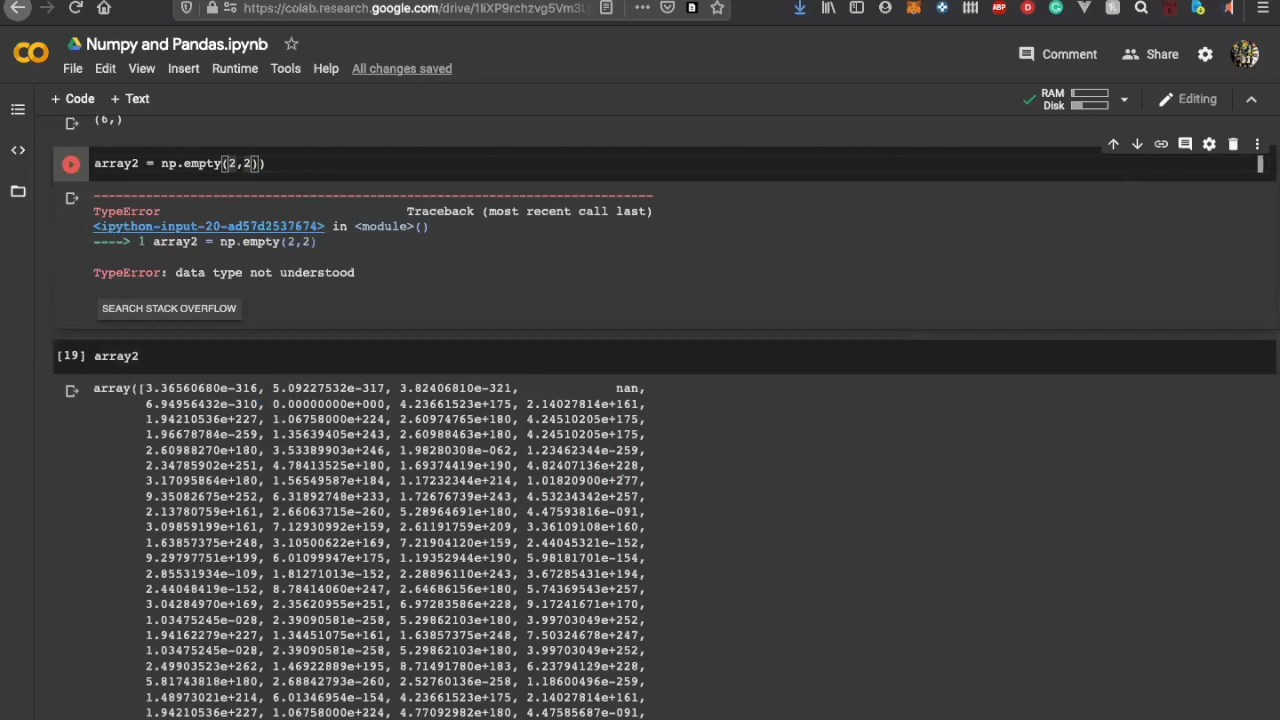 https://colab.research.google.com/drive/1liXP9rchzvg5Vm3U
ABP
Numpy and Pandas.ipynb
Comment
Share
File Edit View Insert Runtime Tools Help All changes saved
+ Code + Text
RAM
Disk
Editing
(6,)
array2 = np.empty(2,2))
TypeError Traceback (most recent call last)
<ipython-input-20-ad57d2537674> in <module>()
----> 1 array2 = np.empty(2,2)
TypeError: data type not understood
SEARCH STACK OVERFLOW
[19] array2
array([3.36560680e-316, 5.09227532e-317, 3.82406810e-321, nan,
6.94956432e-310, 0.00000000e+000, 4.23661523e+175, 2.14027814e+161,
1.94210536e+227, 1.06758000e+224, 2.60974765e+180, 4.24510205e+175,
1.96678784e-259, 1.35639405e+243, 2.60988463e+180, 4.24510205e+175,
2.60988270e+180, 3.53389903e+246, 1.98280308e-062, 1.23462344e-259,
2.34785902e+251, 4.78413525e+180, 1.69374419e+190, 4.82407136e+228,
3.17095864e+180, 1.56549587e+184, 1.17232344e+214, 1.01820900e+277,
9.35082675e+252, 6.31892748e+233, 1.72676739e+243, 4.53234342e+257,
2.13780759e+161, 2.66063715e-260, 5.28964691e+180, 4.47593816e-091,
3.09859199e+161, 7.12930992e+159, 2.61191759e+209, 3.36109108e+160,
1.63857375e+248, 3.10500622e+169, 7.21904120e+159, 2.44045321e-152,
9.29797751e+199, 6.01099947e+175, 1.19352944e+190, 5.98181701e-154,
2.85531934e-109, 1.81271013e-152, 2.28896110e+243, 3.67285431e+194,
2.44048419e-152, 8.78414060e+247, 2.64686156e+180, 5.74369543e+257,
3.04284970e+169, 2.35620955e+251, 6.97283586e+228, 9.17241671e+170,
1.03475245e-028, 2.39090581e-258, 5.29862103e+180, 3.99703049e+252,
1.94162279e+227, 1.34451075e+161, 1.63857375e+248, 7.50324678e+247,
1.03475245e-028, 2.39090581e-258, 5.29862103e+180, 3.99703049e+252,
2.49903523e+262, 1.46922889e+195, 8.71491780e+183, 6.23794129e+228,
5.81743818e+180, 2.68842793e-260, 2.52760136e-258, 1.18600496e-259,
1.48973021e+214, 6.01346954e-154, 4.23661523e+175, 2.14027814e+161,
1.94210536e+227, 1.06758000e+224, 4.77092982e+180, 4.47585687e-091,